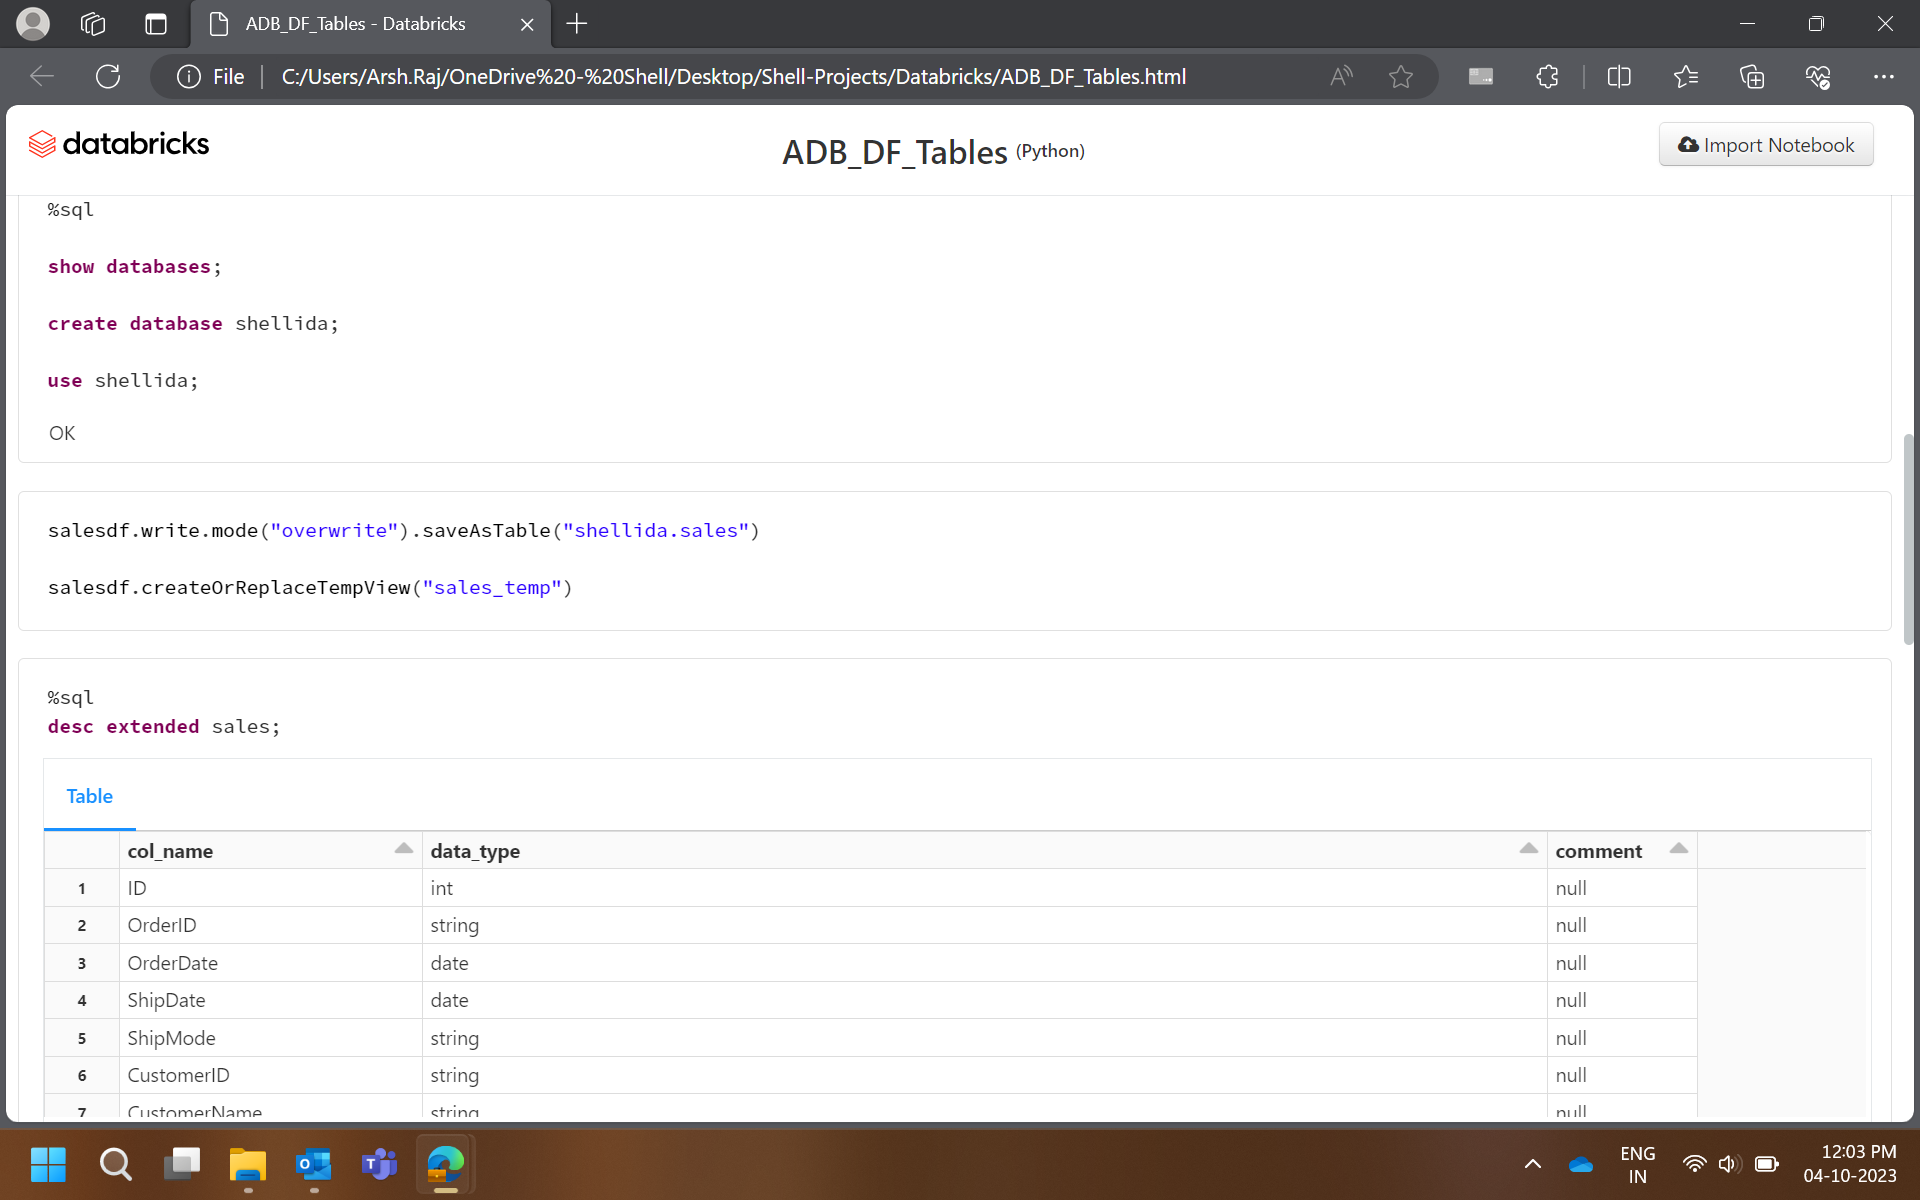 ADB_DF_Tables - Databricks
File
C:/Users/Arsh.Raj/OneDrive%20-%20Shell/Desktop/Shell-Projects/Databricks/ADB_DF_Tables.html
databricks
ADB_DF_Tables (Python)
Import Notebook
%sql
show databases;
create database shellida;
use shellida;
OK
salesdf.write.mode("overwrite").saveAsTable("shellida.sales")
salesdf.createOrReplaceTempView("sales_temp")
%sql
desc extended sales;
Table
col_name data_type comment
1 ID int null
2 OrderID string null
3 OrderDate date null
4 ShipDate date null
5 ShipMode string null
6 CustomerID string null
7 CustomerName string null
ENG
IN
12:03 PM
04-10-2023